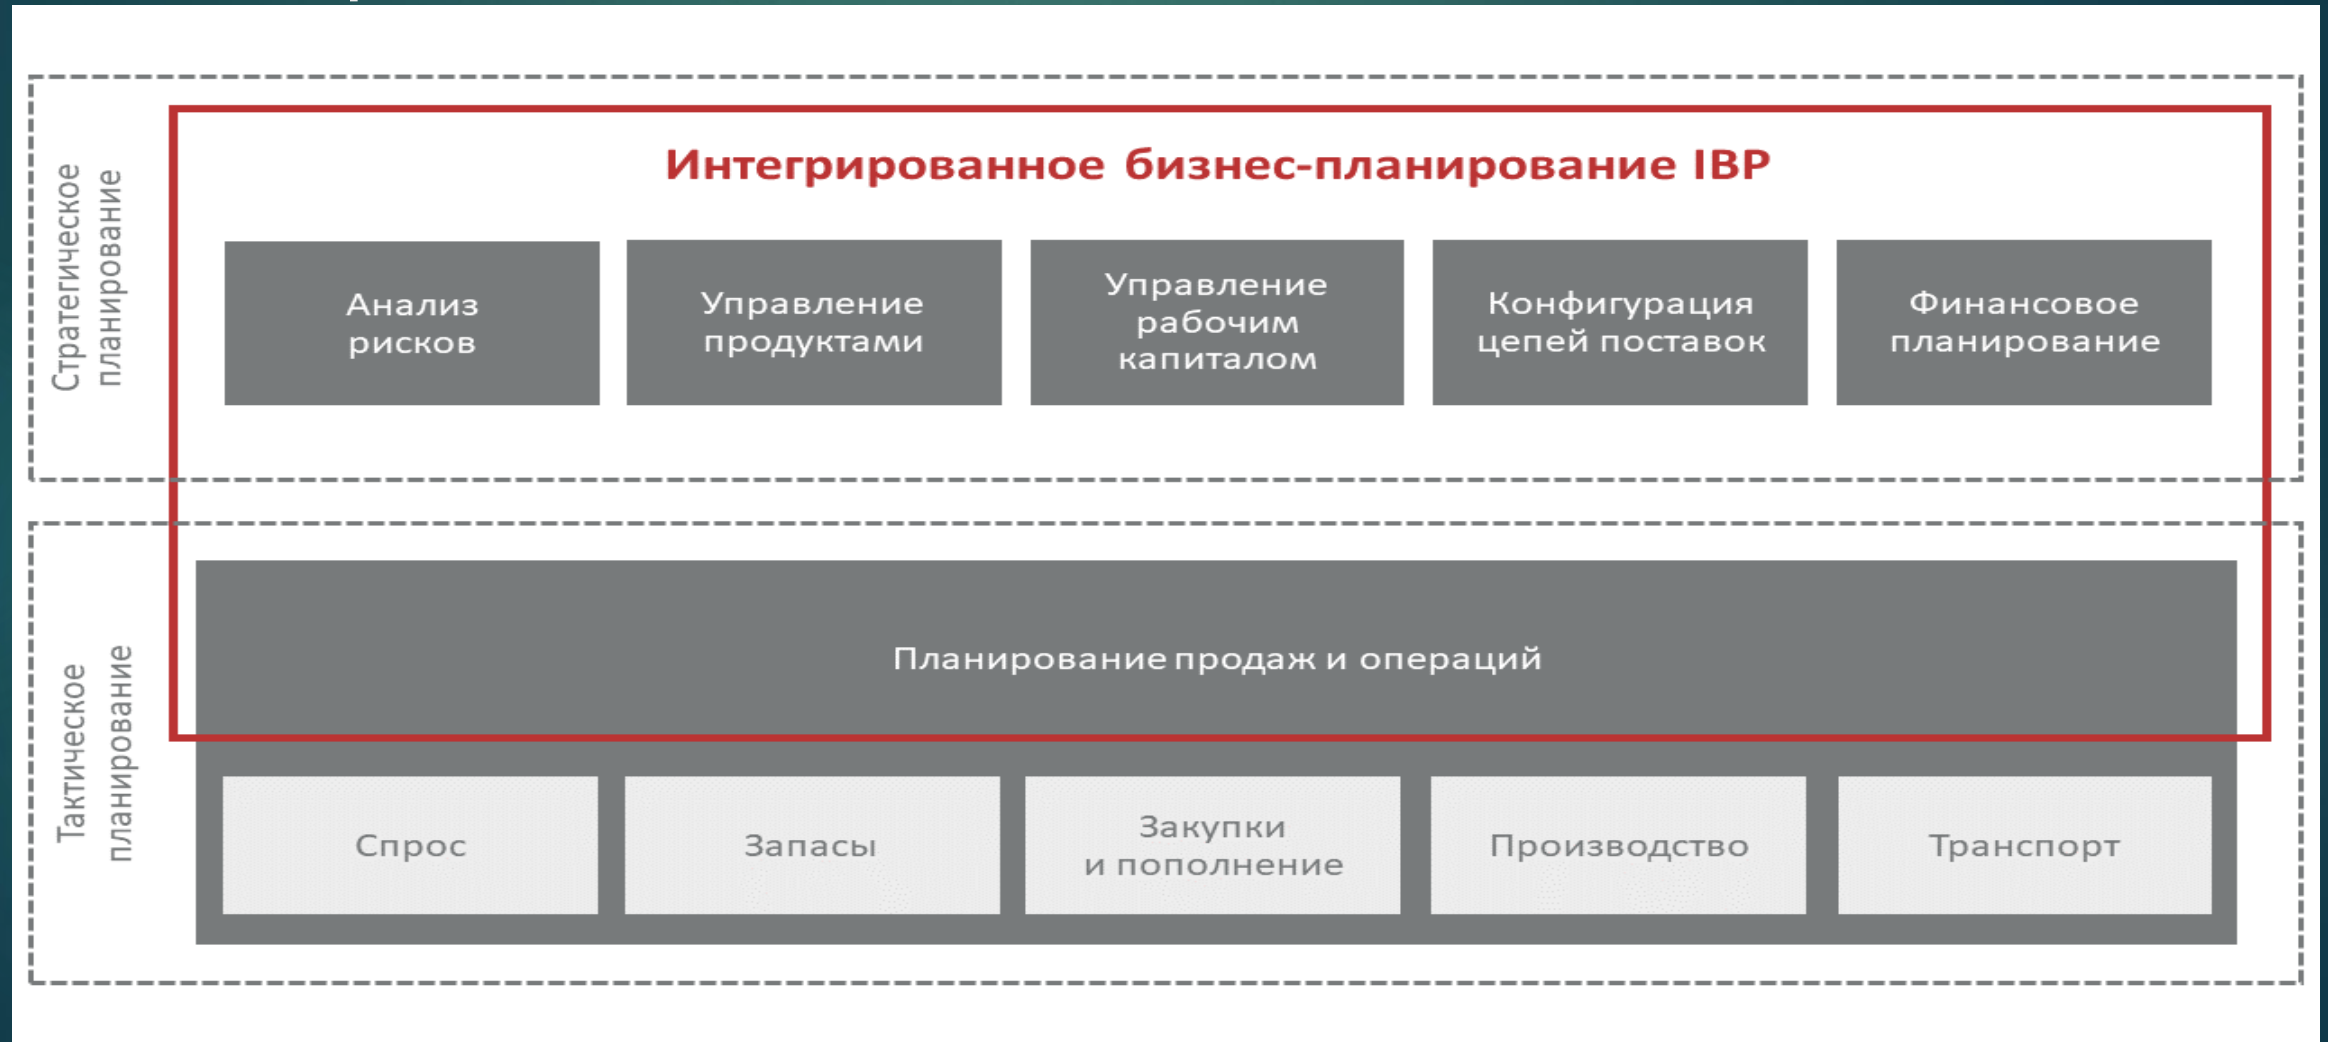 Стратегическое
планирование
Интегрированное бизнес-планирование IBP
Анализ
рисков
Управление
продуктами
Управление
рабочим
капиталом
Конфигурация
цепей поставок
Финансовое
планирование
Тактическое
планирование
Планирование продаж и операций
Спрос
Запасы
Закупки
и пополнение
Производство
Транспорт